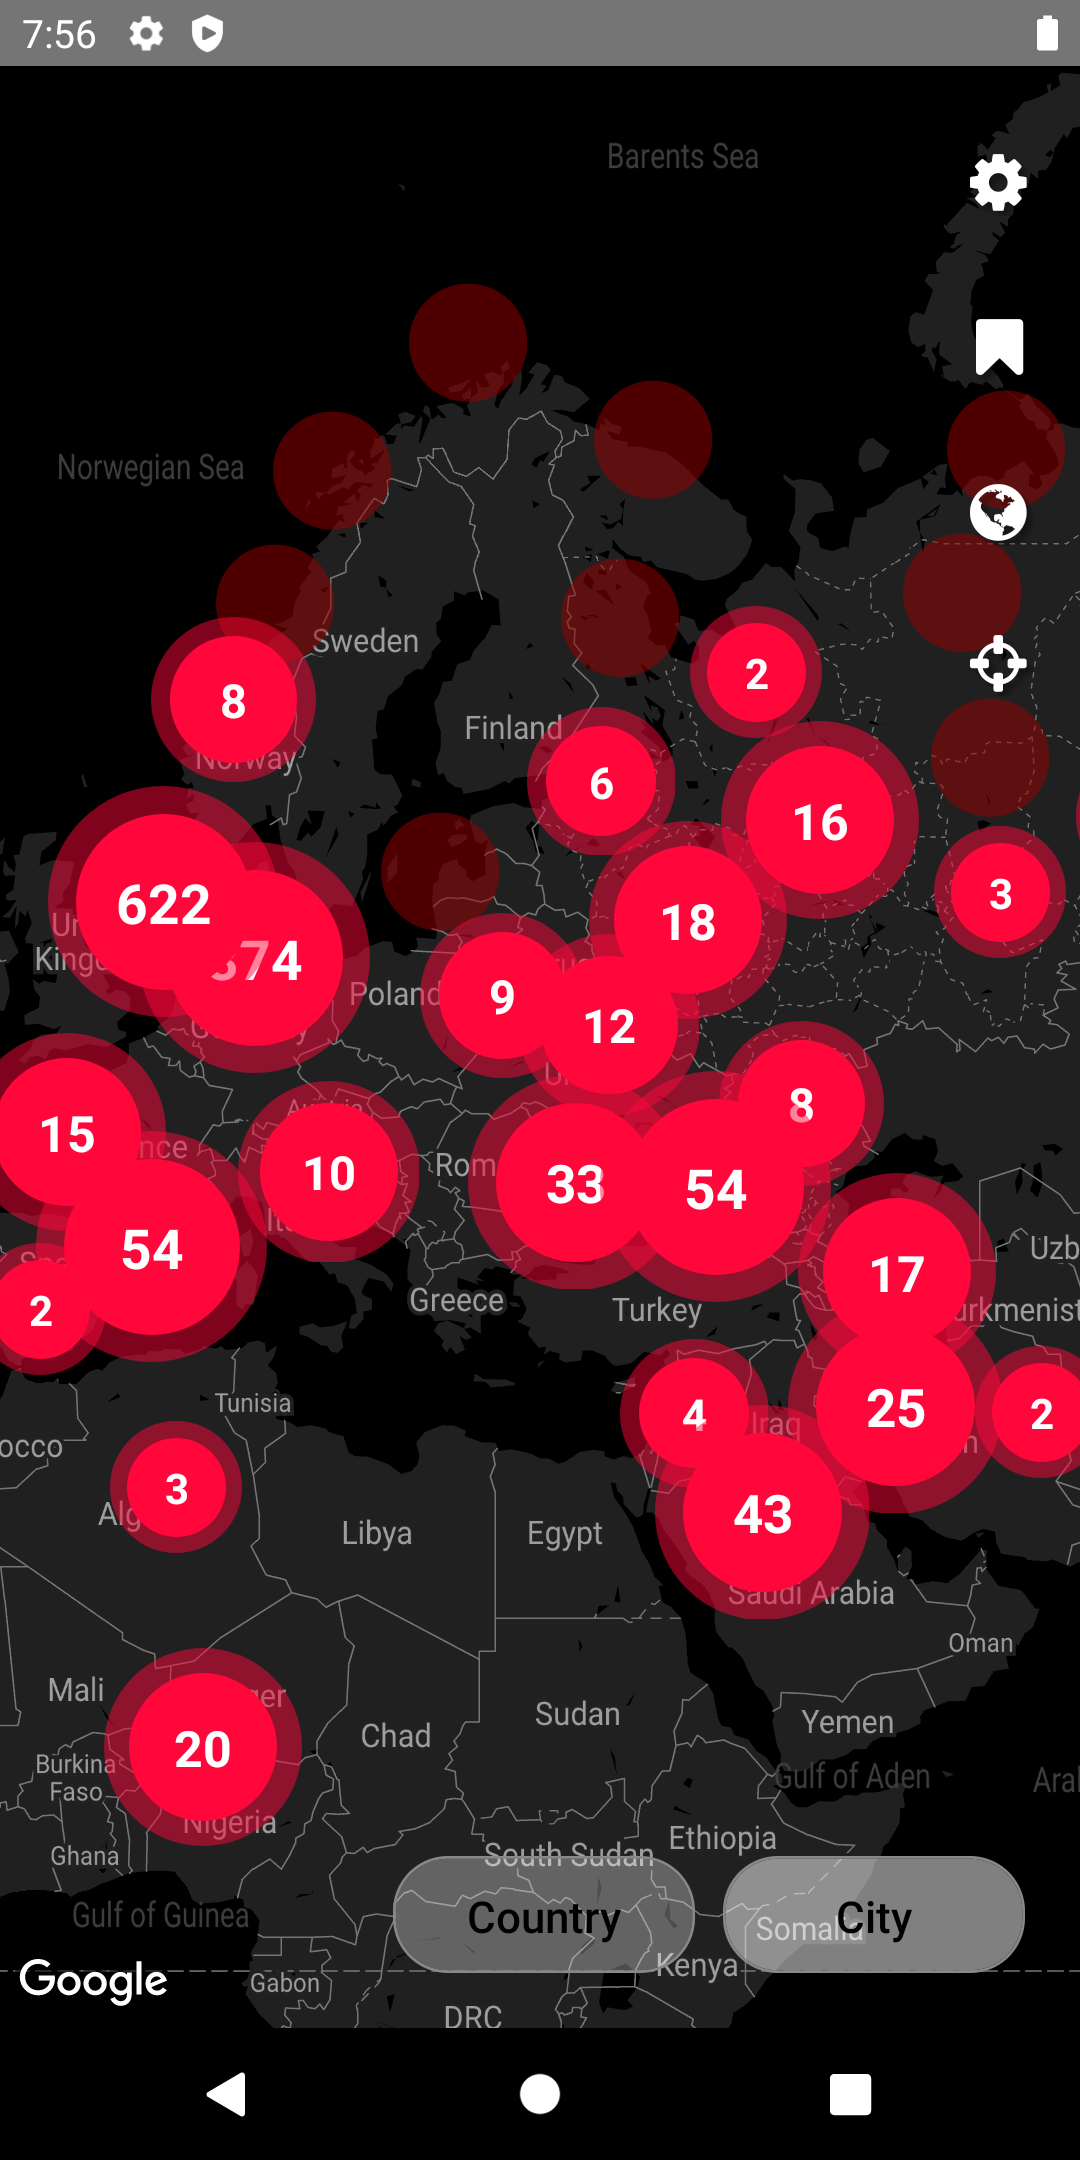 7:56
Barents Sea
Norwegian Sea
Sweden
8
2
Finland
Norway
6
16
622
18
3
74
Poland
9
12
15
8
10
Rom
33
54
54
17
Uzb
2
Greece
Turkey
urkmenist
Tunisia
4
Iraq
25
2
occo
3
Alg
43
Libya
Egypt
Saudi Arabia
Oman
Mali
20
ger
Sudan
Chad
Yemen
Burkina
Faso
Gulf of Aden
Aral
Nigeria
Ethiopia
Ghana
South Sudan
Gulf of Guinea
Country
City
Somalia
Kenya
Google
Gabon
DRC